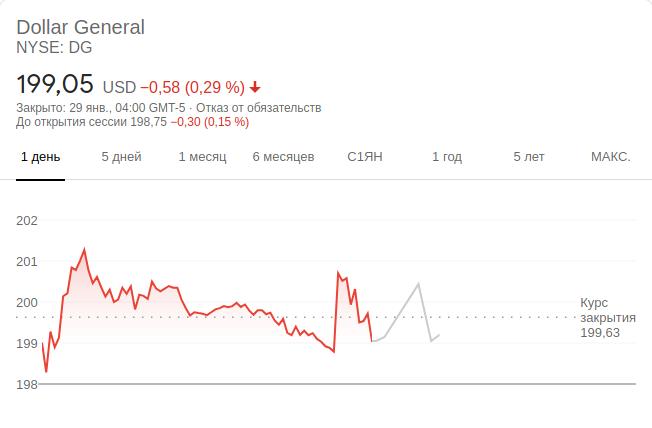 Dollar General
NYSE: DG
199,05 USD −0,58 (0,29 %)
Закрыто: 29 янв., 04:00 GMT-5 · Отказ от обязательств
До открытия сессии 198,75 −0,30 (0,15 %)
1 день 5 дней 1 месяц 6 месяцев С1ЯН 1 год 5 лет МАКС.
202
201
200
199
198
Курс
закрытия
199,63